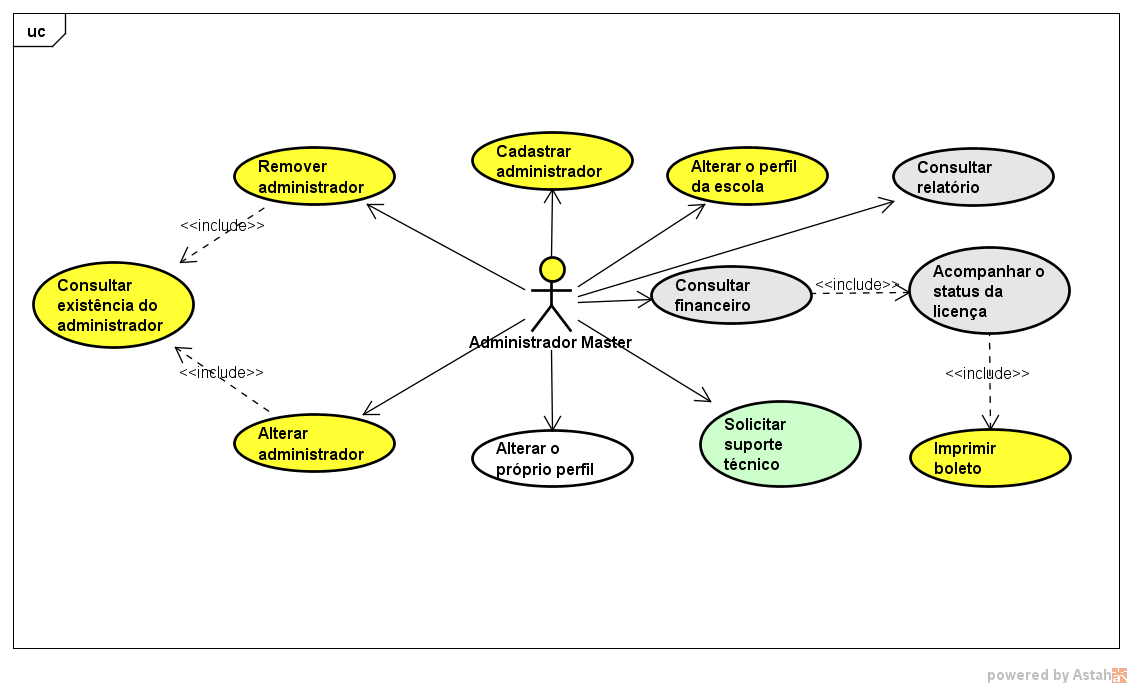 uc
Remover
administrador
Cadastrar
administrador
Alterar o perfil
da escola
Consultar
relatório
<<include>>
Consultar
existência do
administrador
Consultar
financeiro
<<include>>
Acompanhar o
status da
licença
Administrador Master
<<include>>
<<include>>
Alterar
administrador
Alterar o
próprio perfil
Solicitar
suporte
técnico
Imprimir
boleto
powered by Astah